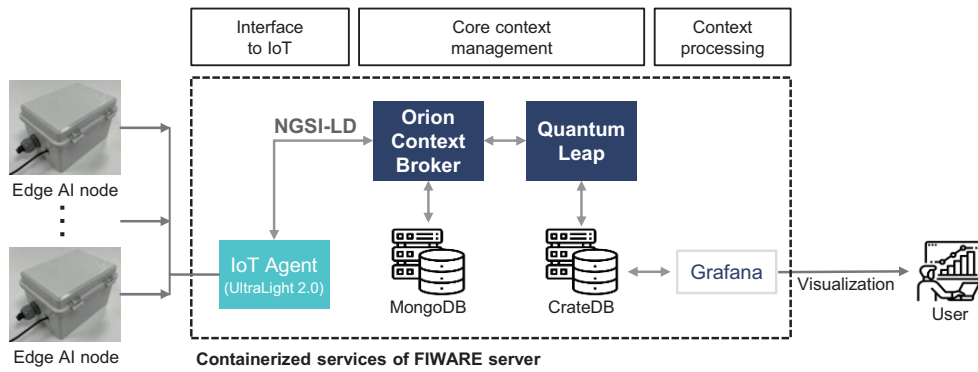 Interface
to IoT
Core context
management
Context
processing
Edge AI node
Edge AI node
NGSI-LD
Orion
Context
Broker
Quantum
Leap
IoT Agent
(UltraLight 2.0)
MongoDB
CrateDB
Grafana
Visualization
User
Containerized services of FIWARE server